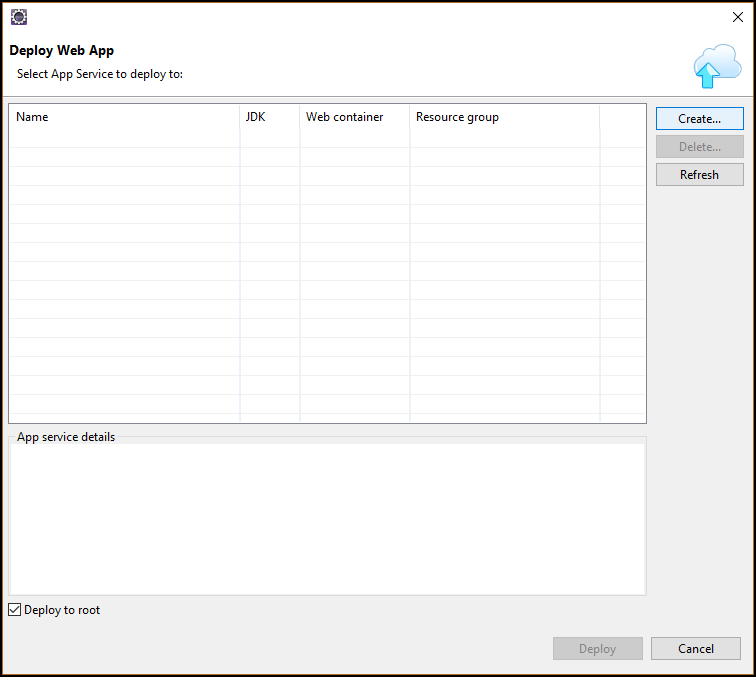 Deploy Web App
Select App Service to deploy to:
Name JDK Web container Resource group
Create...
Delete...
Refresh
App service details
Deploy to root
Deploy Cancel